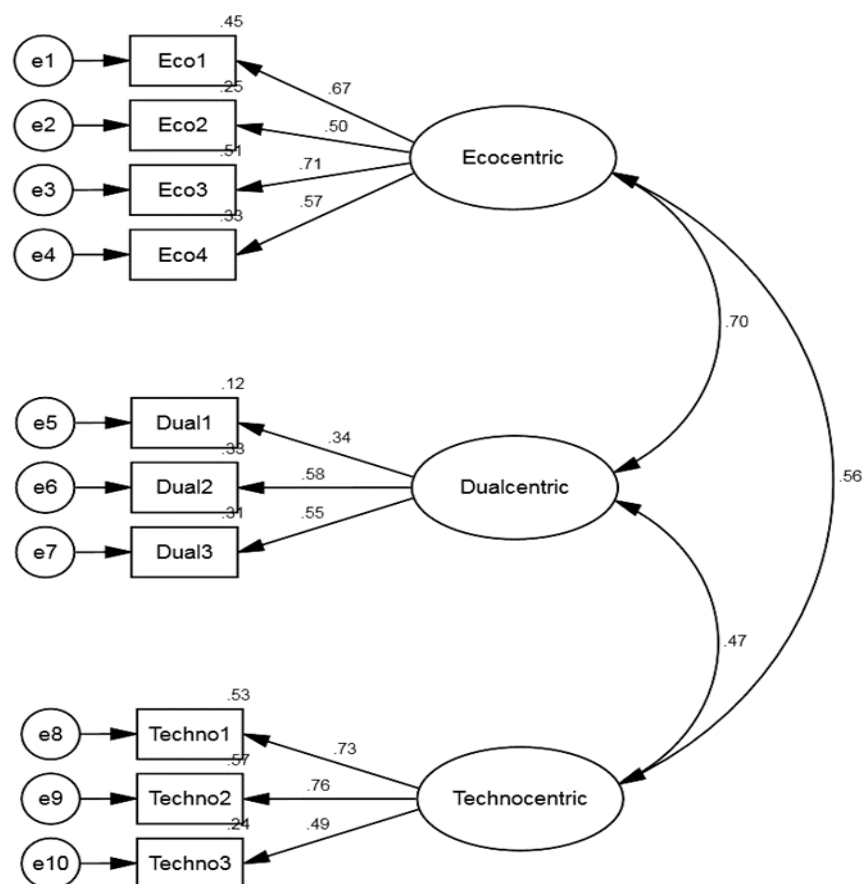 .45
e1
Eco1
.67
.25
e2
Eco2
.50
Ecocentric
.51
e3
Eco3
.71
.33
e4
Eco4
.57
.70
.12
e5
Dual1
.34
.33
e6
Dual2
.58
Dualcentric
.56
.31
e7
Dual3
.55
.47
.53
e8
Techno1
.73
.57
e9
Techno2
.76
Technocentric
.24
e10
Techno3
.49